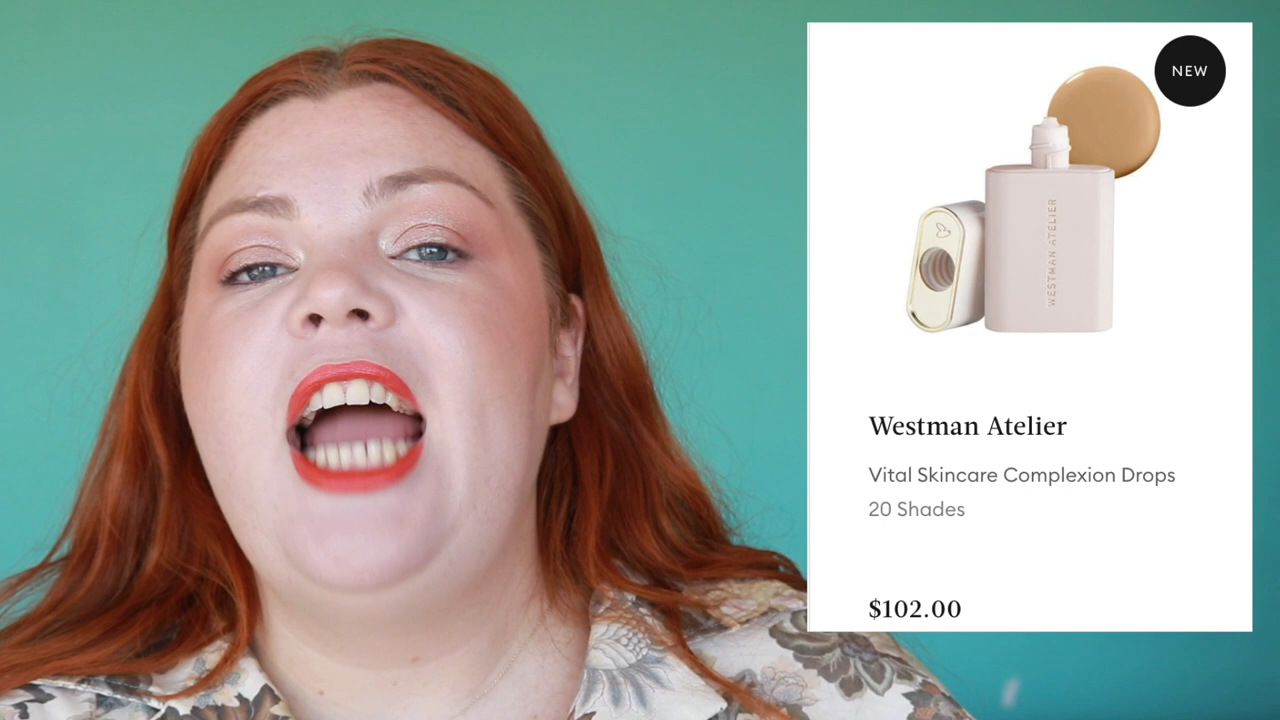 NEW
WESTMAN ATELIER
Westman Atelier
Vital Skincare Complexion Drops
20 Shades
$102.00